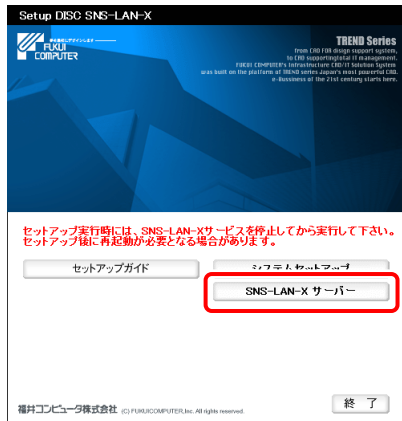 Setup DISC SNS-LAN-X
FUKUI
COMPUTER
TREND Series
from CAD FOR disign support system,
to CAD supportingtotal IT management.
FUKUI COMPUTER's Infrastructure CAD/IT Solution System
was built on the platform of TREND series Japan's most powerful CAD.
e-Bussiness of the 21st century starts here.
セットアップ実行時には、SNS-LAN-Xサービスを停止してから実行して下さい。
セットアップ後に再起動が必要となる場合があります。
セットアップガイド
システムセットアップ
SNS-LAN-X サーバー
福井コンピュータ株式会社 (C) FUKUICOMPUTER,Inc. All rights reserved.
終 了